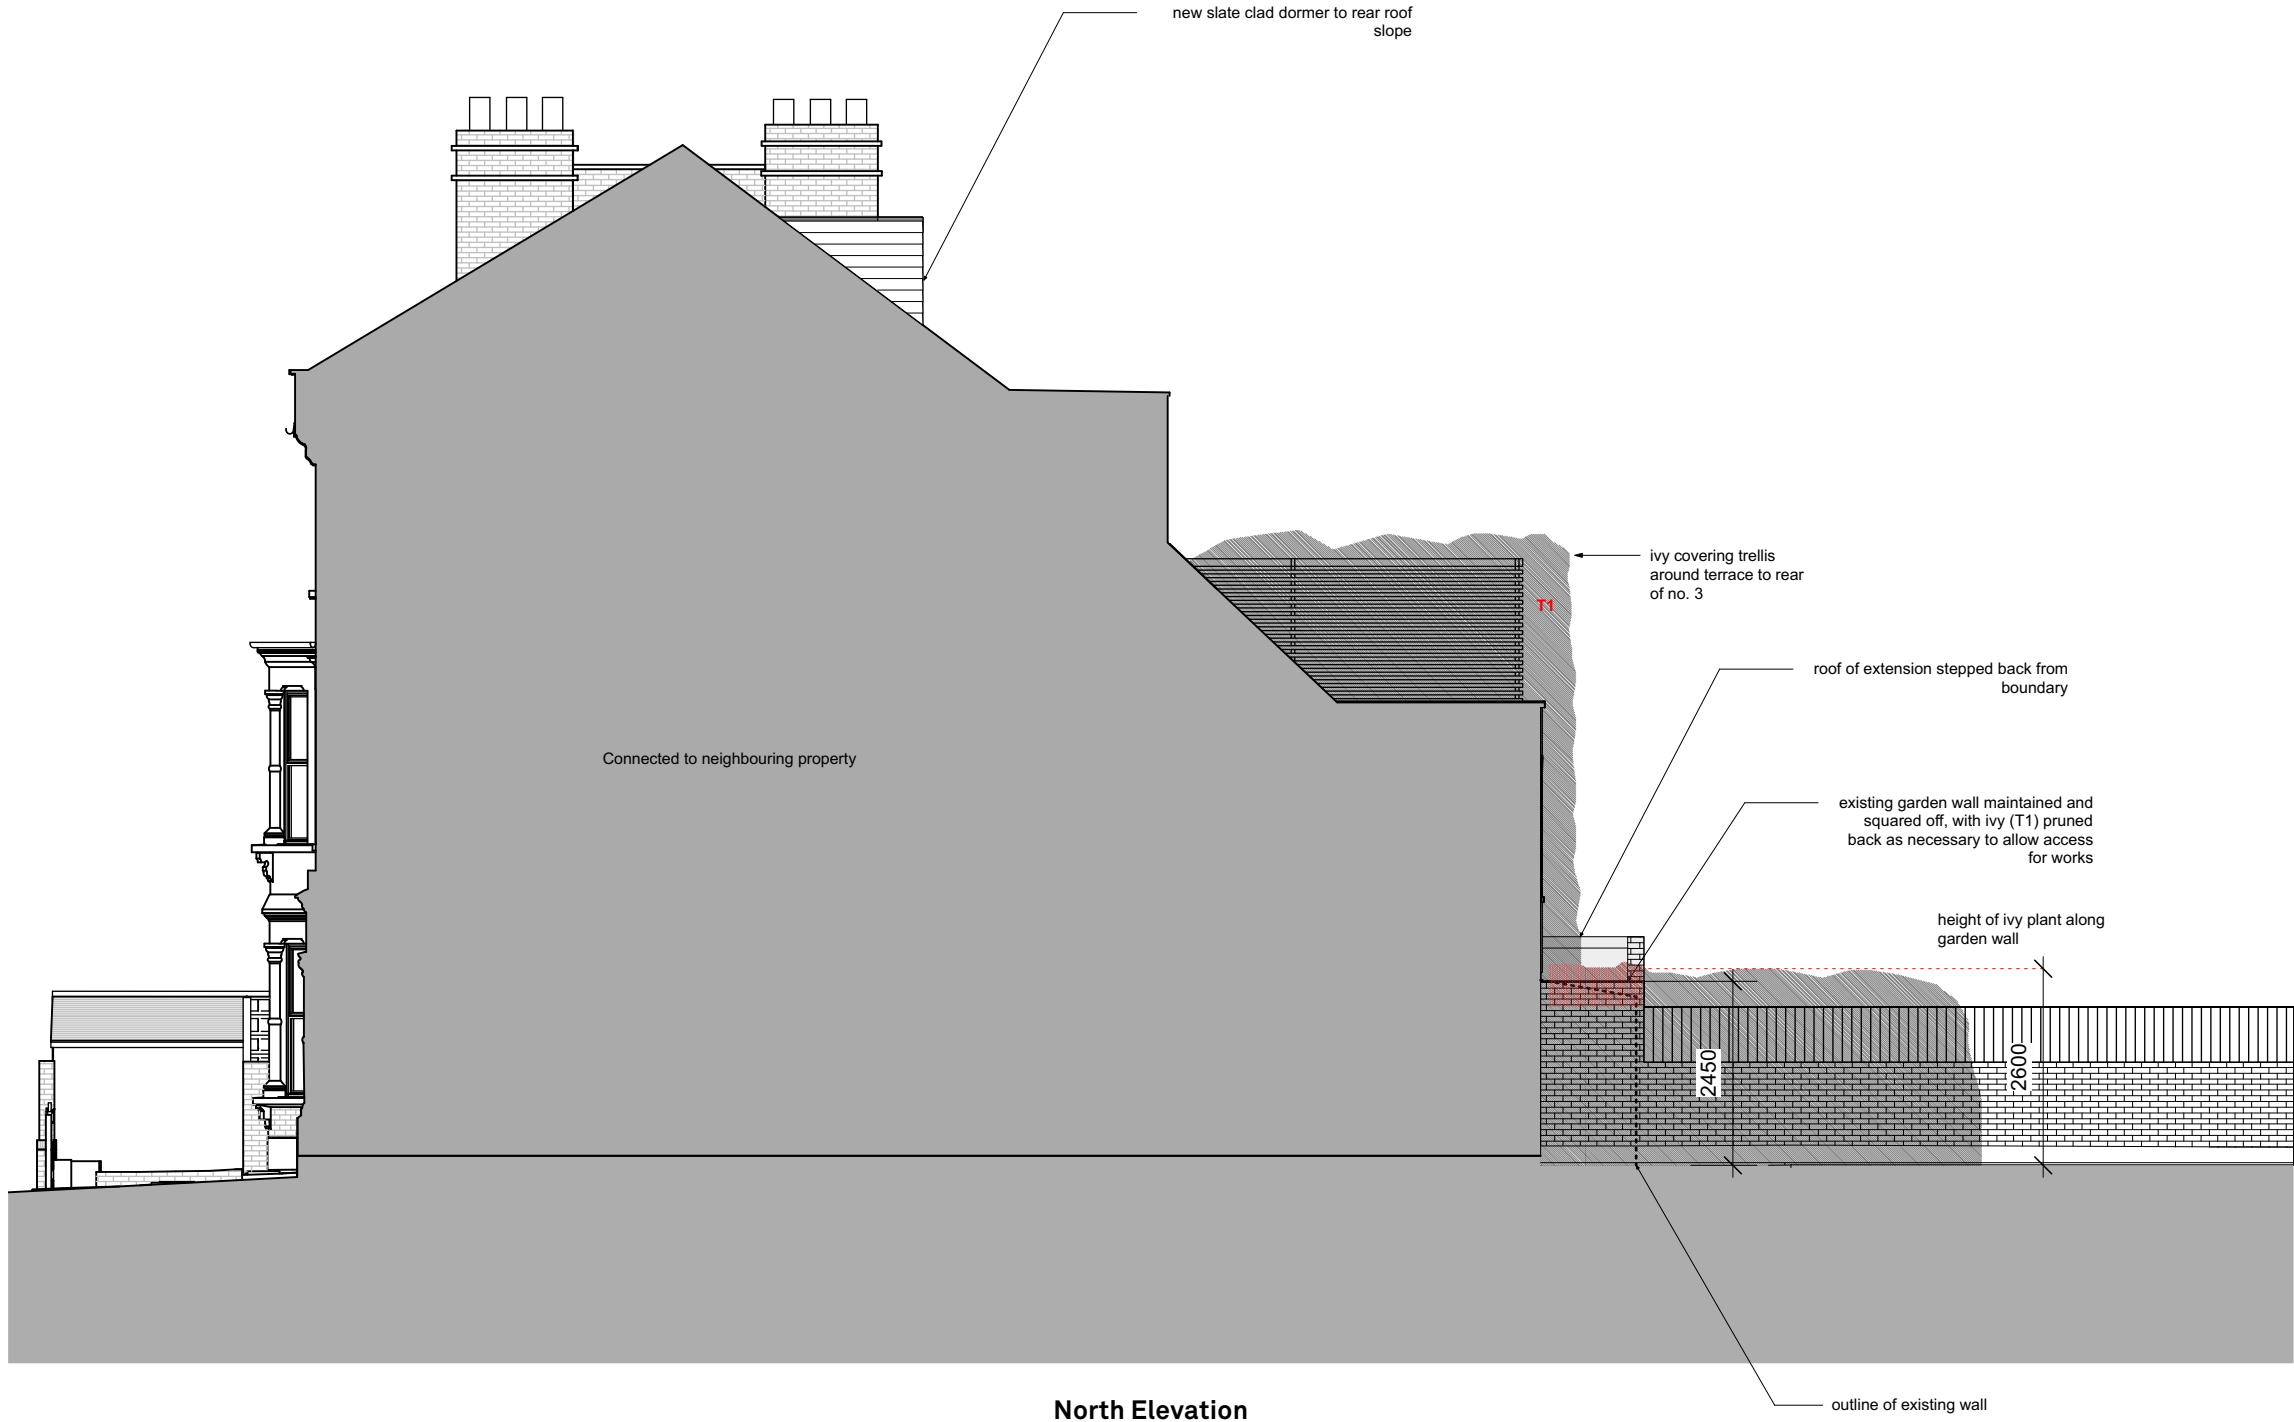 new slate clad dormer to rear roof
slope
ivy covering trellis
around terrace to rear
of no. 3
T1
roof of extension stepped back from
boundary
Connected to neighbouring property
existing garden wall maintained and
squared off, with ivy (T1) pruned
back as necessary to allow access
for works
height of ivy plant along
garden wall
2450
2600
outline of existing wall
North Elevation